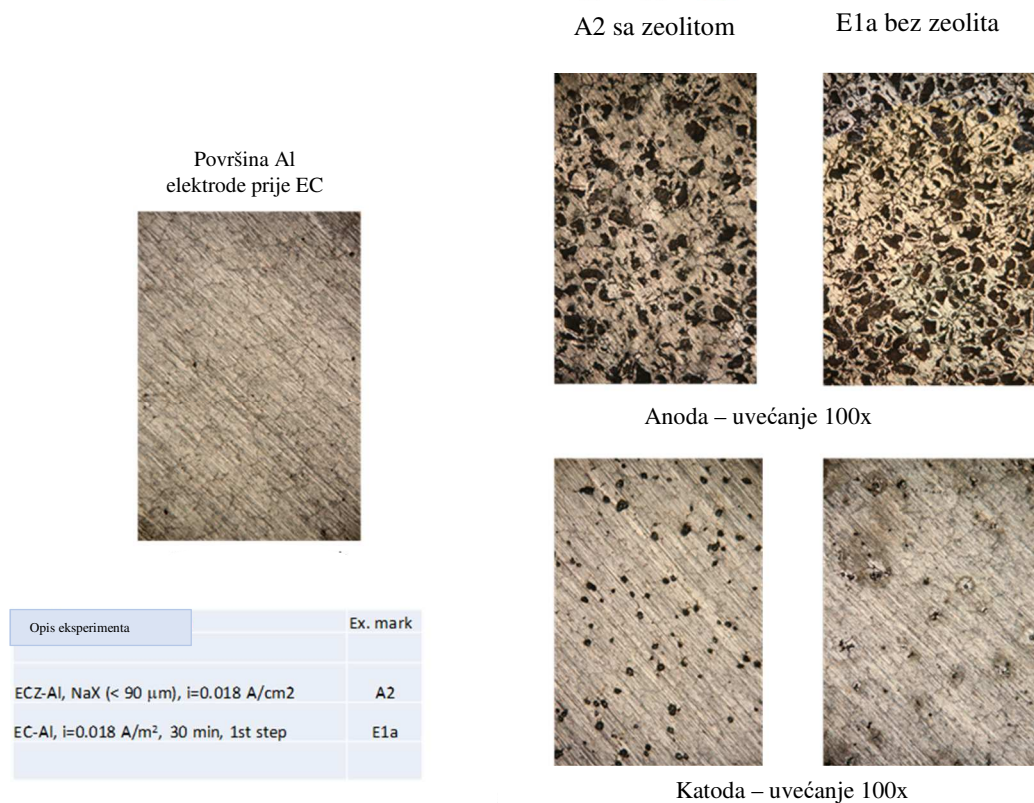 A2 sa zeolitom
E1a bez zeolita
Površina Al
elektrode prije EC
Anoda – uvećanje 100x
Opis eksperimenta
Ex. mark
ECZ-Al, NaX (< 90 μm), i=0.018 A/cm2
A2
EC-Al, i=0.018 A/m², 30 min, 1st step
E1a
Katoda – uvećanje 100x